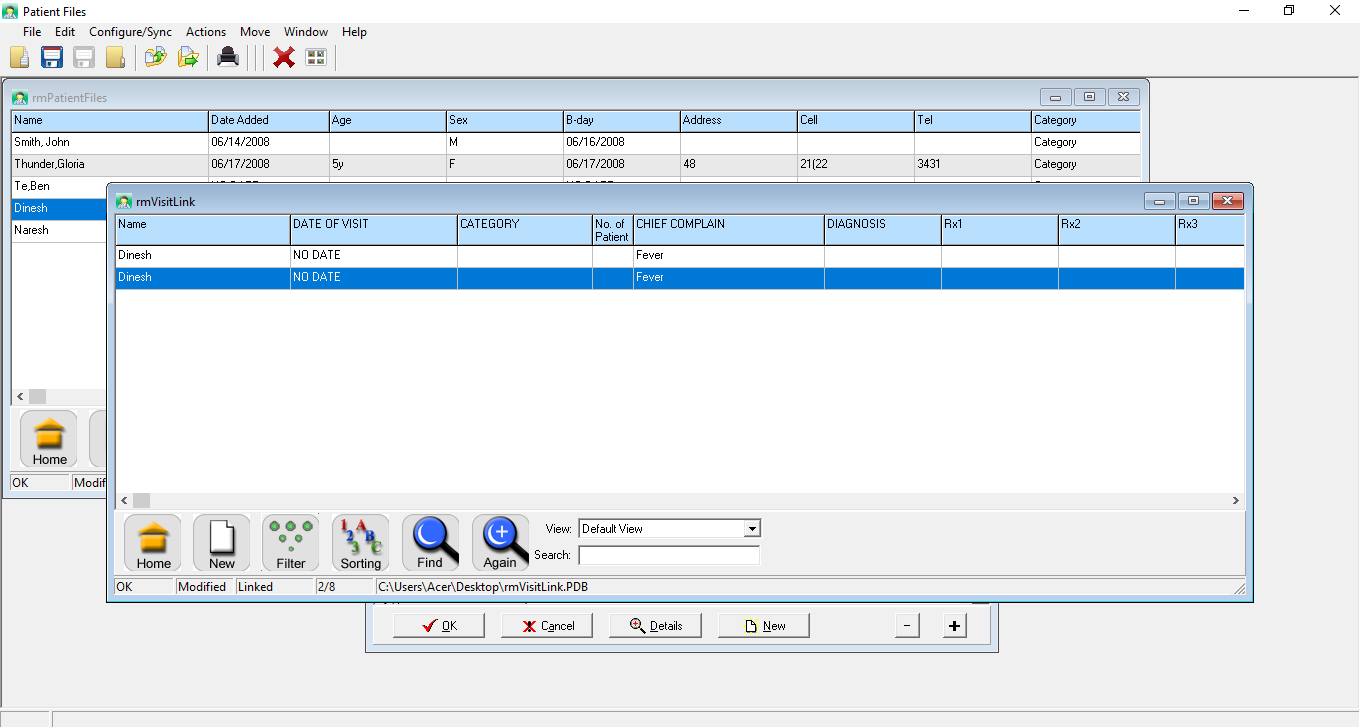 Patient Files
File Edit Configure/Sync Actions Move Window Help
rmPatientFiles
Name Date Added Age Sex B-day Address Cell Tel Category
Smith, John 06/14/2008 M 06/16/2008 Category
Thunder,Gloria 06/17/2008 5y F 06/17/2008 48 21(22 3431 Category
Te,Ben
Dinesh
Naresh
Home
OK Modif
rmVisitLink
Name DATE OF VISIT CATEGORY No. of Patient CHIEF COMPLAIN DIAGNOSIS Rx1 Rx2 Rx3
Dinesh NO DATE Fever
Dinesh NO DATE Fever
View: Default View
Search:
Home New Filter Sorting Find Again
OK Modified Linked 2/8 C:\Users\Acer\Desktop\rmVisitLink.PDB
OK Cancel Details New - +